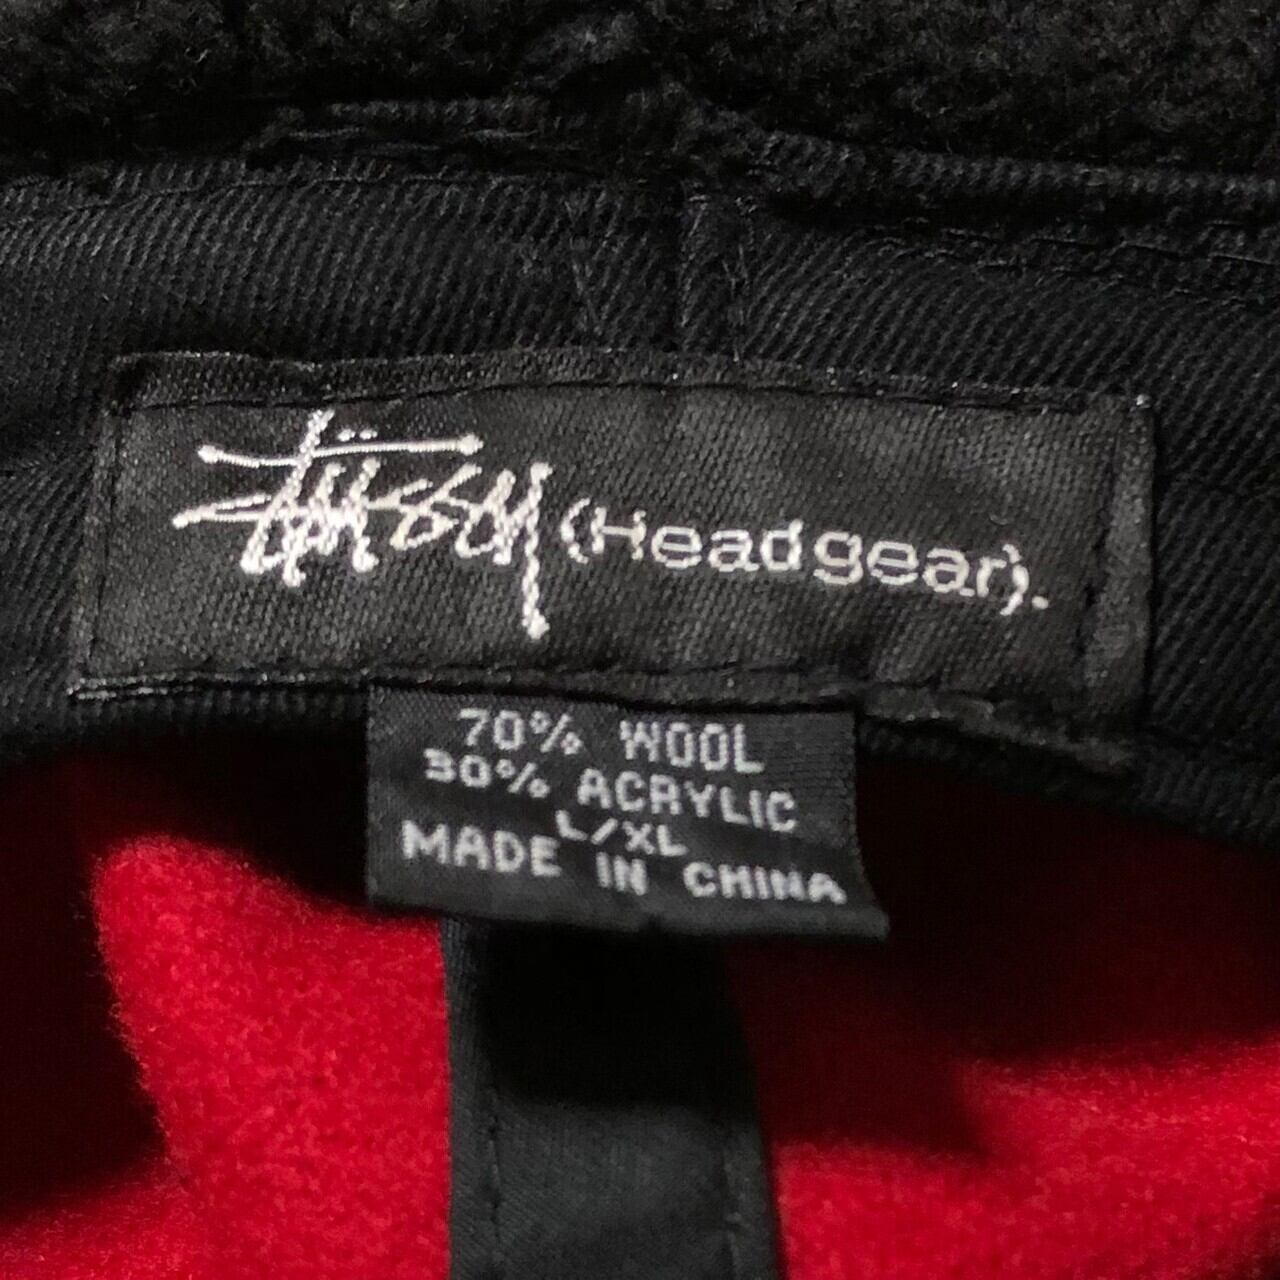 Stüssy (Headgear).
70% WOOL
30% ACRYLIC
L/XL
MADE IN CHINA